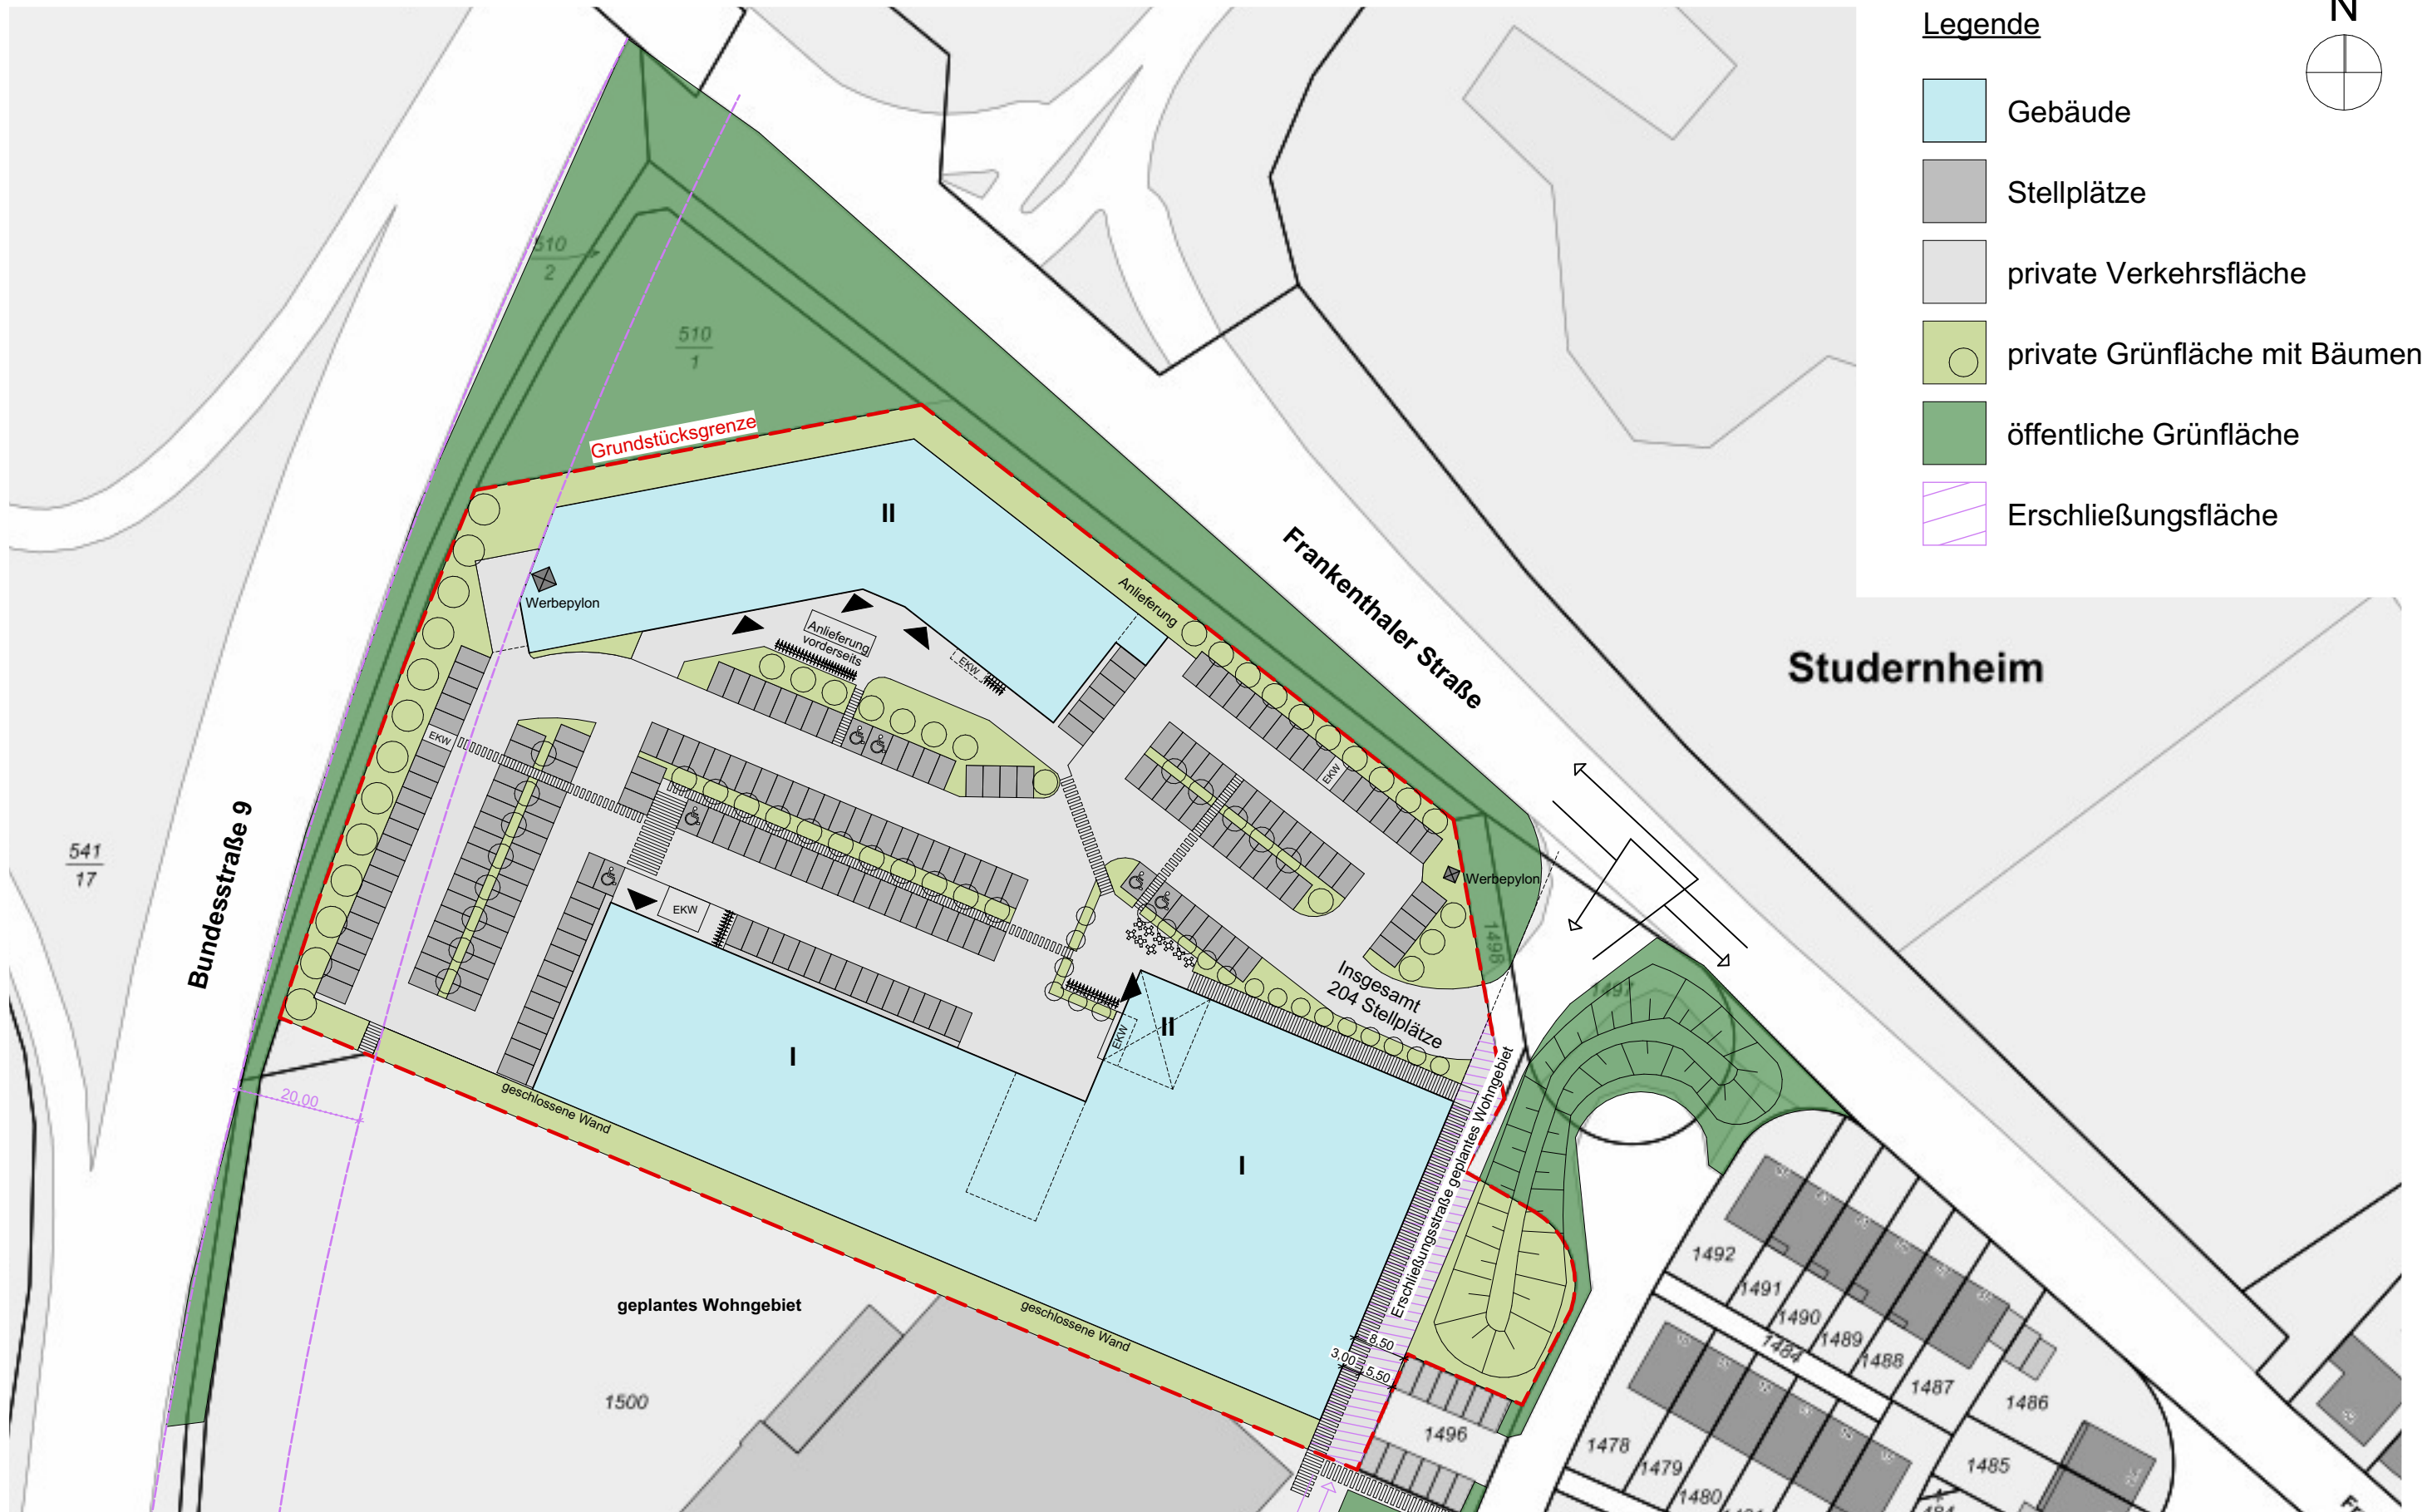 N
Legende
Gebäude
Stellplätze
private Verkehrsfläche
private Grünfläche mit Bäumen
öffentliche Grünfläche
Erschließungsfläche
510
2
510
1
Grundstücksgrenze
II
Frankenthaler Straße
Anlieferung
Werbepylon
Anlieferung
vorderseits
EKW
Studernheim
EKW
EKW
Bundesstraße 9
541
17
Werbepylon
EKW
1498
Insgesamt
204 Stellplätze
1497
II
EKW
I
20,00
geschlossene Wand
Erschließungsstraße geplantes Wohngebiet
I
geplantes Wohngebiet
geschlossene Wand
8,50
3,00
5,50
1500
1496
1492
1491
1490
1489
1484
1488
1487
1486
1478
1479
1480
1485